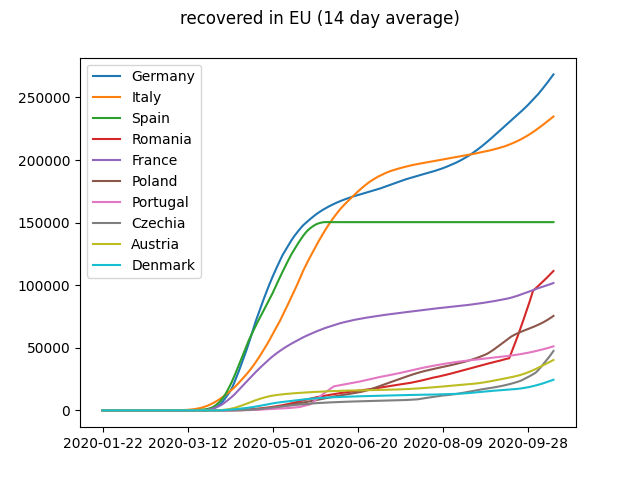 recovered in EU (14 day average)
Germany
Italy
Spain
Romania
France
Poland
Portugal
Czechia
Austria
Denmark
250000
200000
150000
100000
50000
0
2020-01-22 2020-03-12 2020-05-01 2020-06-20 2020-08-09 2020-09-28